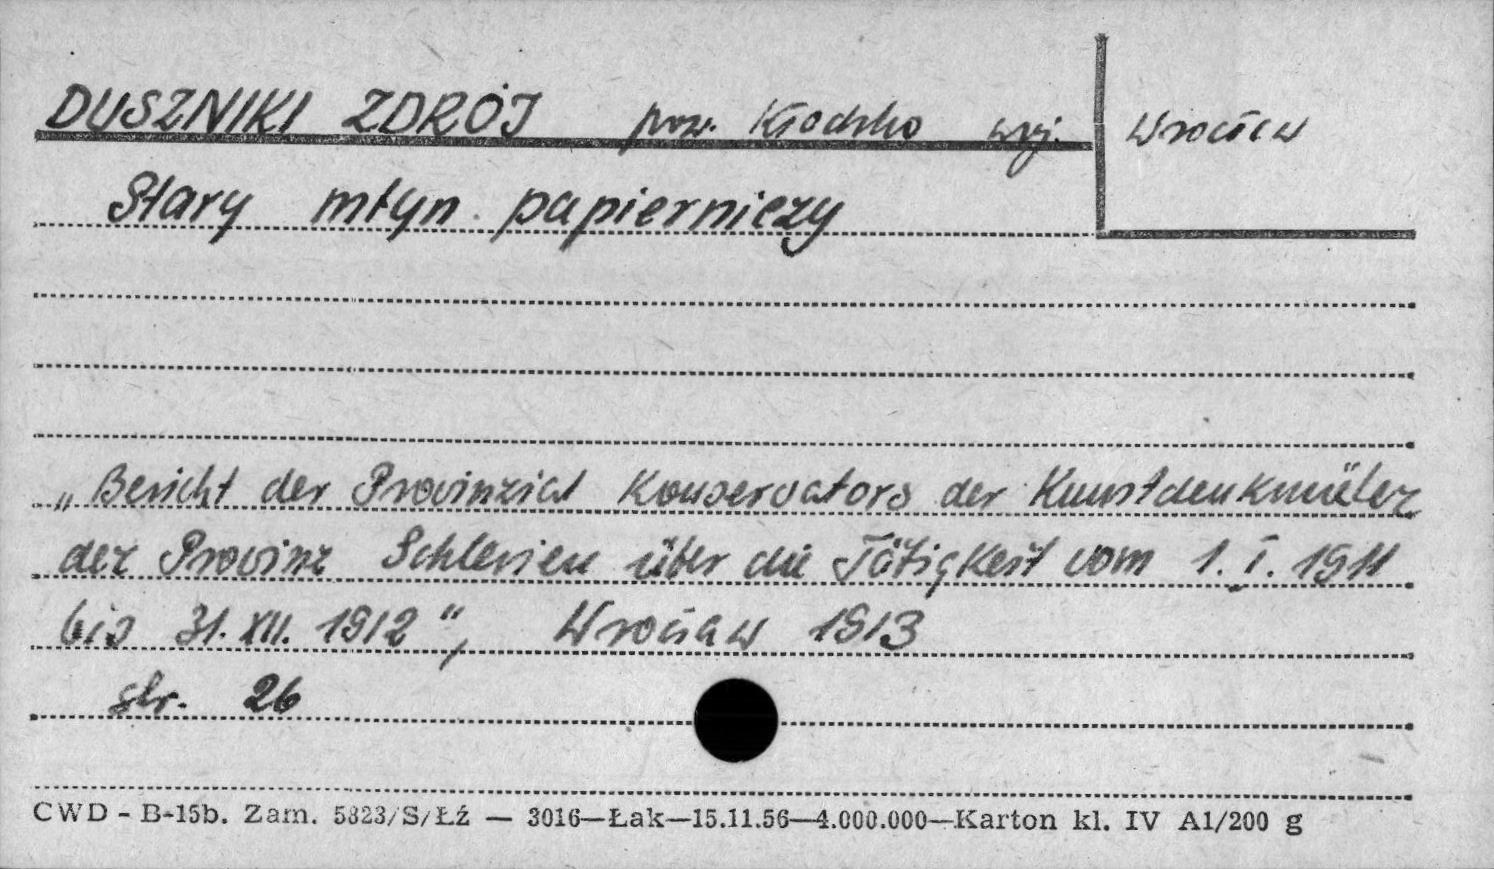 DUSZNIKI ZDRÓJ pow. Kłodzko woj. Wrocław
Stary młyn papierniczy
„Bericht der Provinzial Konservators der Kunstdenkmäler
der Provinz Schlesien über die Tätigkeit vom 1. I. 1911
bis 31. XII. 1912“, Wrocław 1913
str. 26
CWD - B-15b. Zam. 5823/S/Łź — 3016—Łak—15.11.56—4.000.000—Karton kl. IV A1/200 g